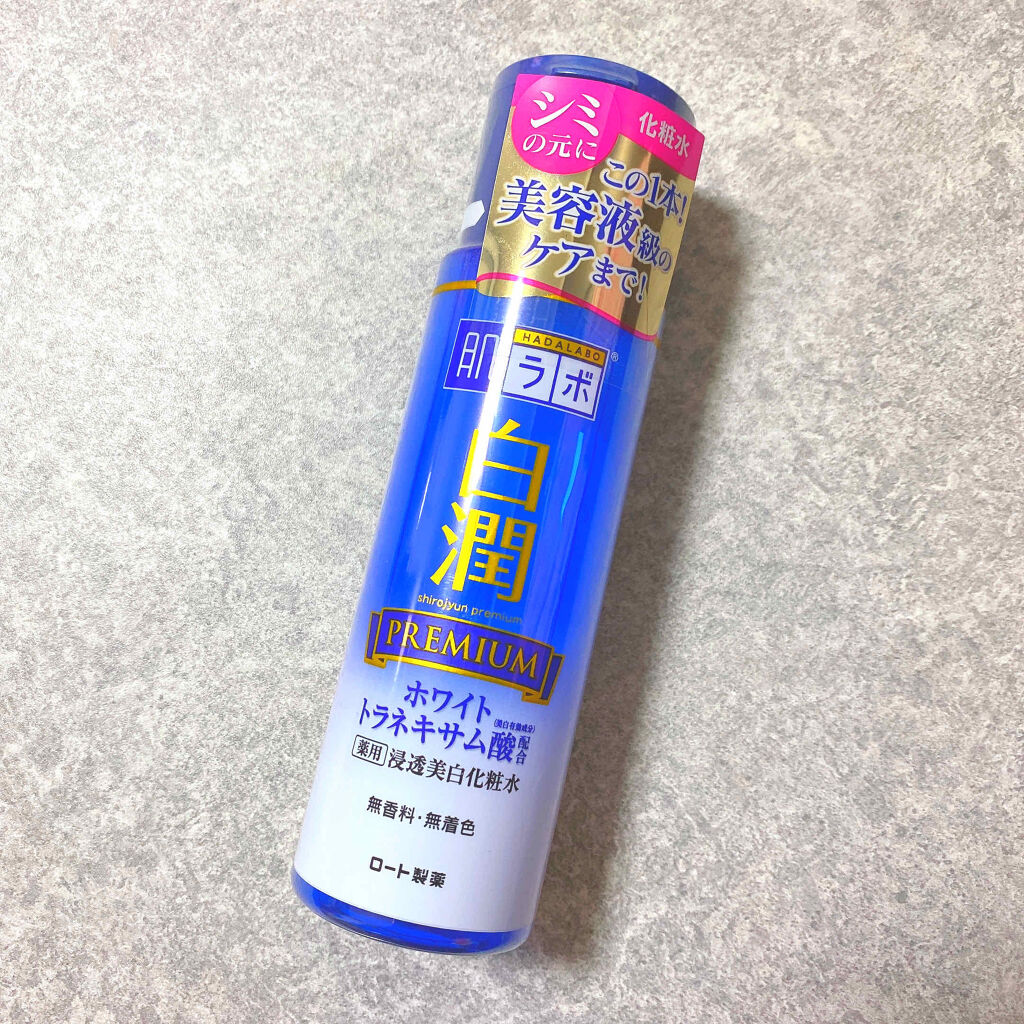 シミ
の元に
化粧水
この1本!
美容液級の
ケアまで!
HADALABO
肌ラボ®
白潤
shirojyun premium
PREMIUM
ホワイト
トラネキサム酸(美白有効成分)配合
薬用 浸透美白化粧水
無香料・無着色
ロート製薬